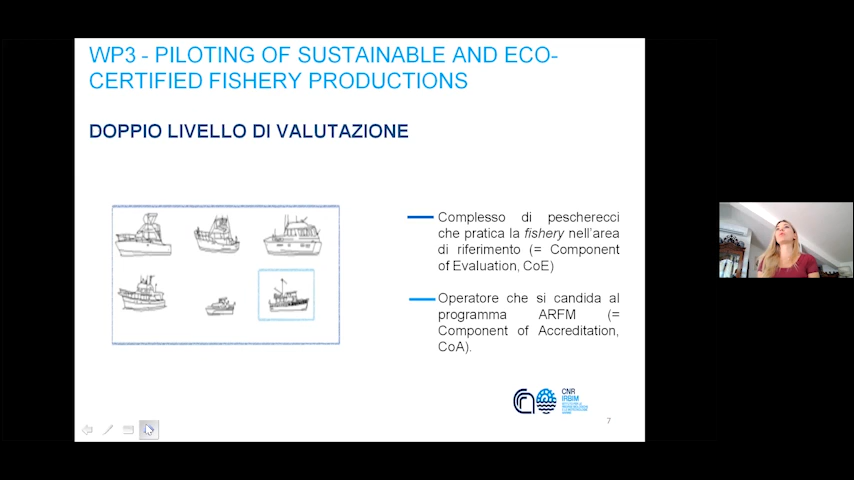 WP3 - PILOTING OF SUSTAINABLE AND ECO-
CERTIFIED FISHERY PRODUCTIONS
DOPPIO LIVELLO DI VALUTAZIONE
Complesso di pescherecci
che pratica la fishery nell'area
di riferimento (= Component
of Evaluation, CoE)
Operatore che si candida al
programma ARFM (=
Component of Accreditation,
CoA).
CNR
IRBIM
7